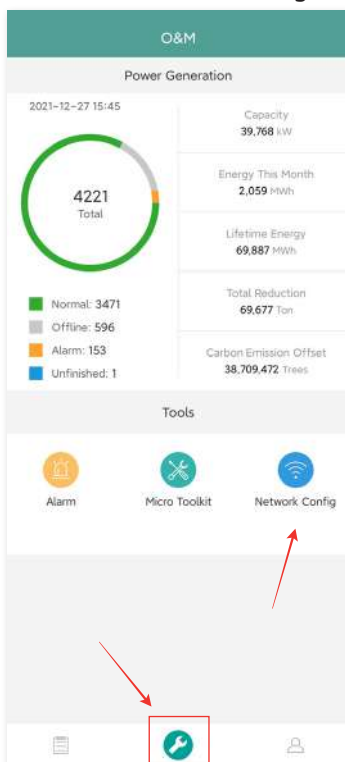 O&M
Power Generation
2021-12-27 15:45
4221
Total
Normal: 3471
Offline: 596
Alarm: 153
Unfinished: 1
Capacity
39,768 kW
Energy This Month
2,059 MWh
Lifetime Energy
69,887 MWh
Total Reduction
69,677 Ton
Carbon Emission Offset
38,709,472 Trees
Tools
Alarm
Micro Toolkit
Network Config